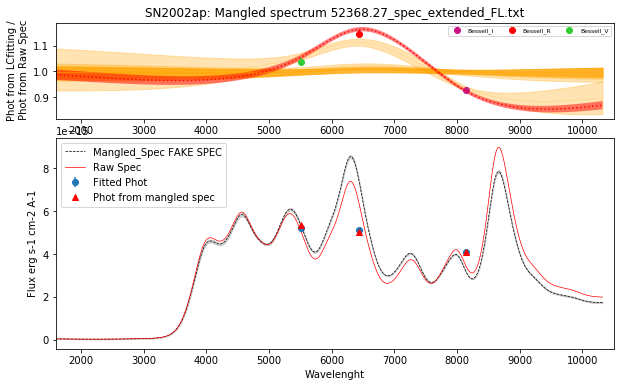 SN2002ap: Mangled spectrum 52368.27_spec_extended_FL.txt
Phot from LCfitting /
Phot from Raw Spec
1.1
1.0
0.9
Bessell_I
Bessell_R
Bessell_V
2000 3000 4000 5000 6000 7000 8000 9000 10000
Mangled_Spec FAKE SPEC
Raw Spec
Fitted Phot
Phot from mangled spec
Flux erg s-1 cm-2 A-1
8
6
4
2
0
2000 3000 4000 5000 6000 7000 8000 9000 10000
Wavelenght